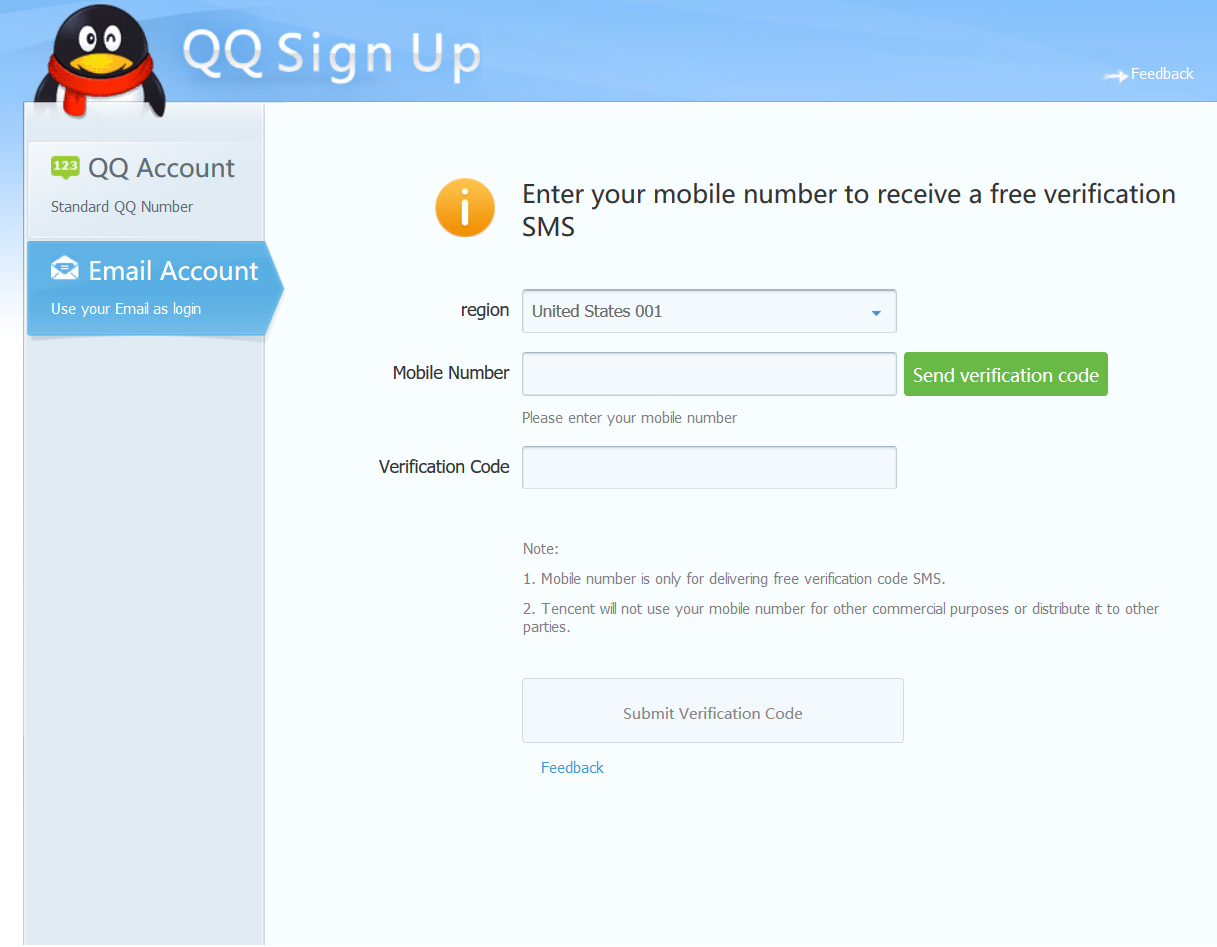 QQ Sign Up
Feedback
123 QQ Account
Standard QQ Number
Email Account
Use your Email as login
i
Enter your mobile number to receive a free verification
SMS
region United States 001
Mobile Number Send verification code
Please enter your mobile number
Verification Code
Note:
1. Mobile number is only for delivering free verification code SMS.
2. Tencent will not use your mobile number for other commercial purposes or distribute it to other
parties.
Submit Verification Code
Feedback